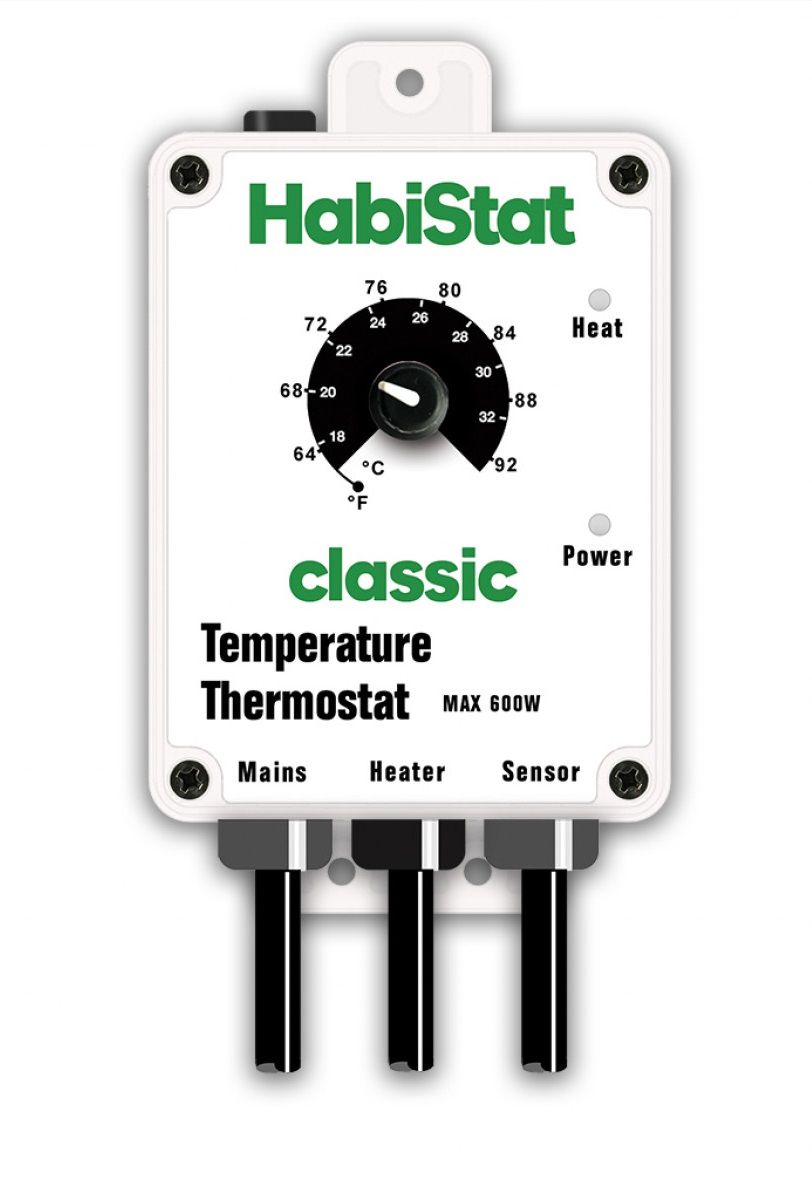 HabiStat
76 80
72 84
68 88
64 92
24 26
22 28
20 30
18 32
°C
°F
Heat
Power
classic
Temperature
Thermostat MAX 600W
Mains Heater Sensor